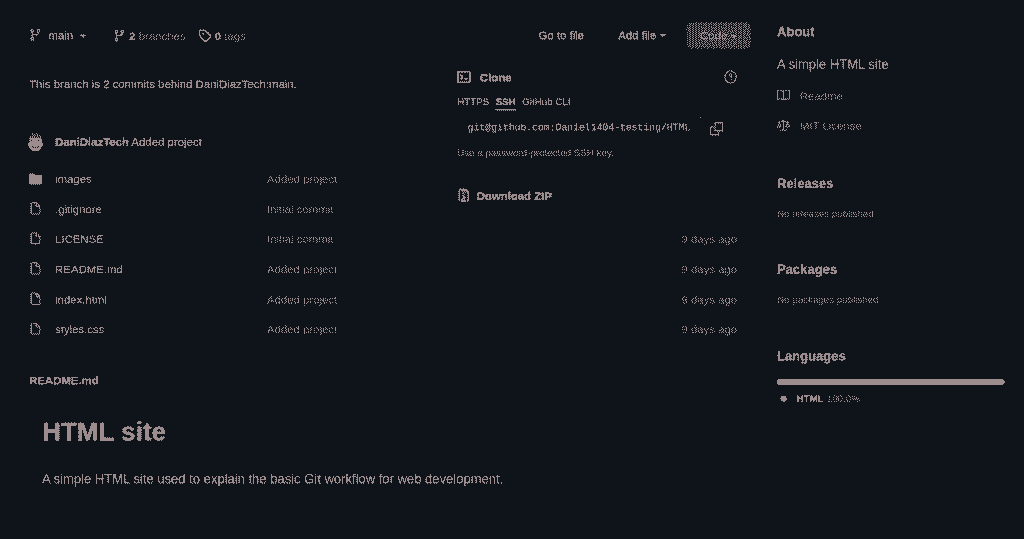 main
2 branches
0 tags
Go to file
Add file
Code
This branch is 2 commits behind DaniDiazTech:main.
Clone
HTTPS SSH GitHub CLI
git@github.com:Daniel1404-testing/HTML
Use a password-protected SSH key.
Download ZIP
DaniDiazTech Added project
images Added project
.gitignore Initial commit
LICENSE Initial commit 9 days ago
README.md Added project 9 days ago
index.html Added project 9 days ago
styles.css Added project 9 days ago
README.md
HTML site
A simple HTML site used to explain the basic Git workflow for web development.
About
A simple HTML site
Readme
MIT License
Releases
No releases published
Packages
No packages published
Languages
HTML 100.0%